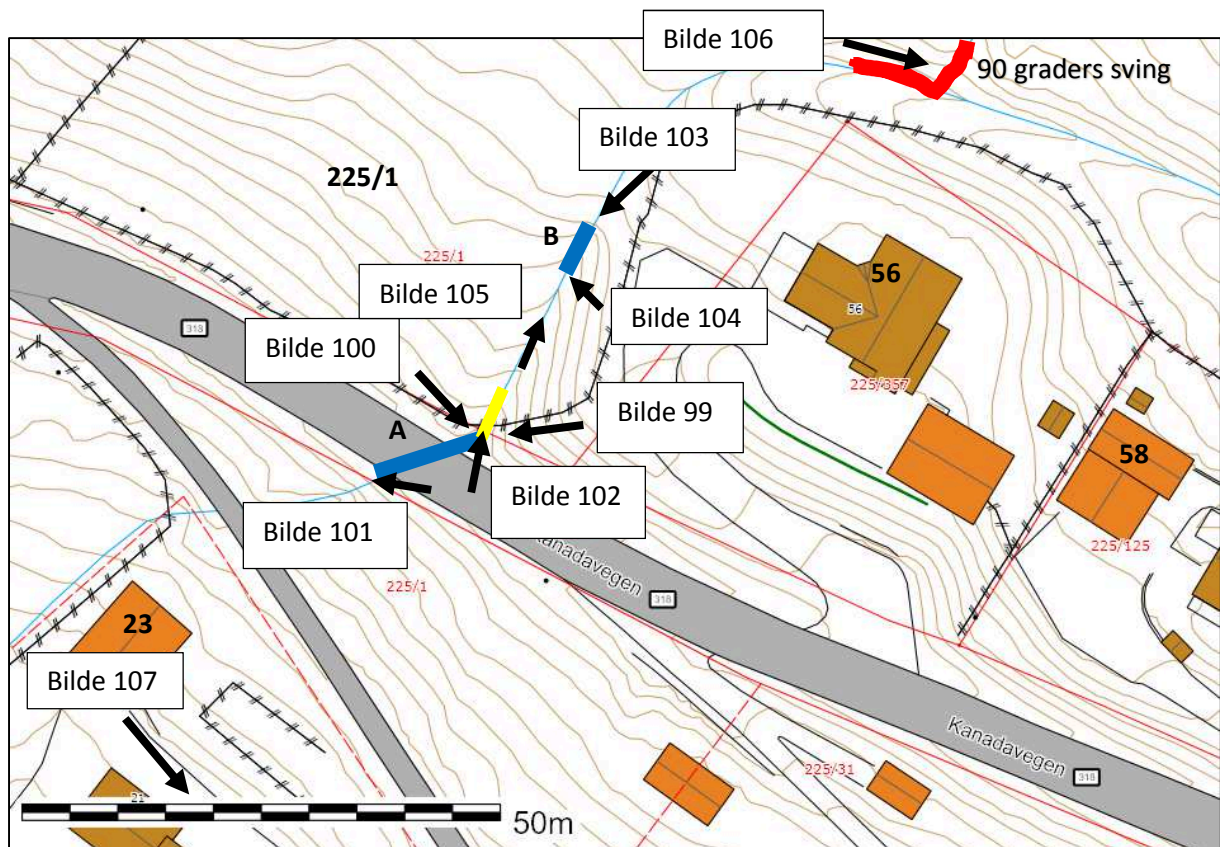 Bilde 106
90 graders sving
Bilde 103
225/1
B
225/1
56
56
Bilde 105
Bilde 104
318
Bilde 100
225/357
Bilde 99
A
58
Bilde 102
Bilde 101
225/125
Kanadavegen
225/1
318
23
Bilde 107
Kanadavegen
225/31
318
21
50m